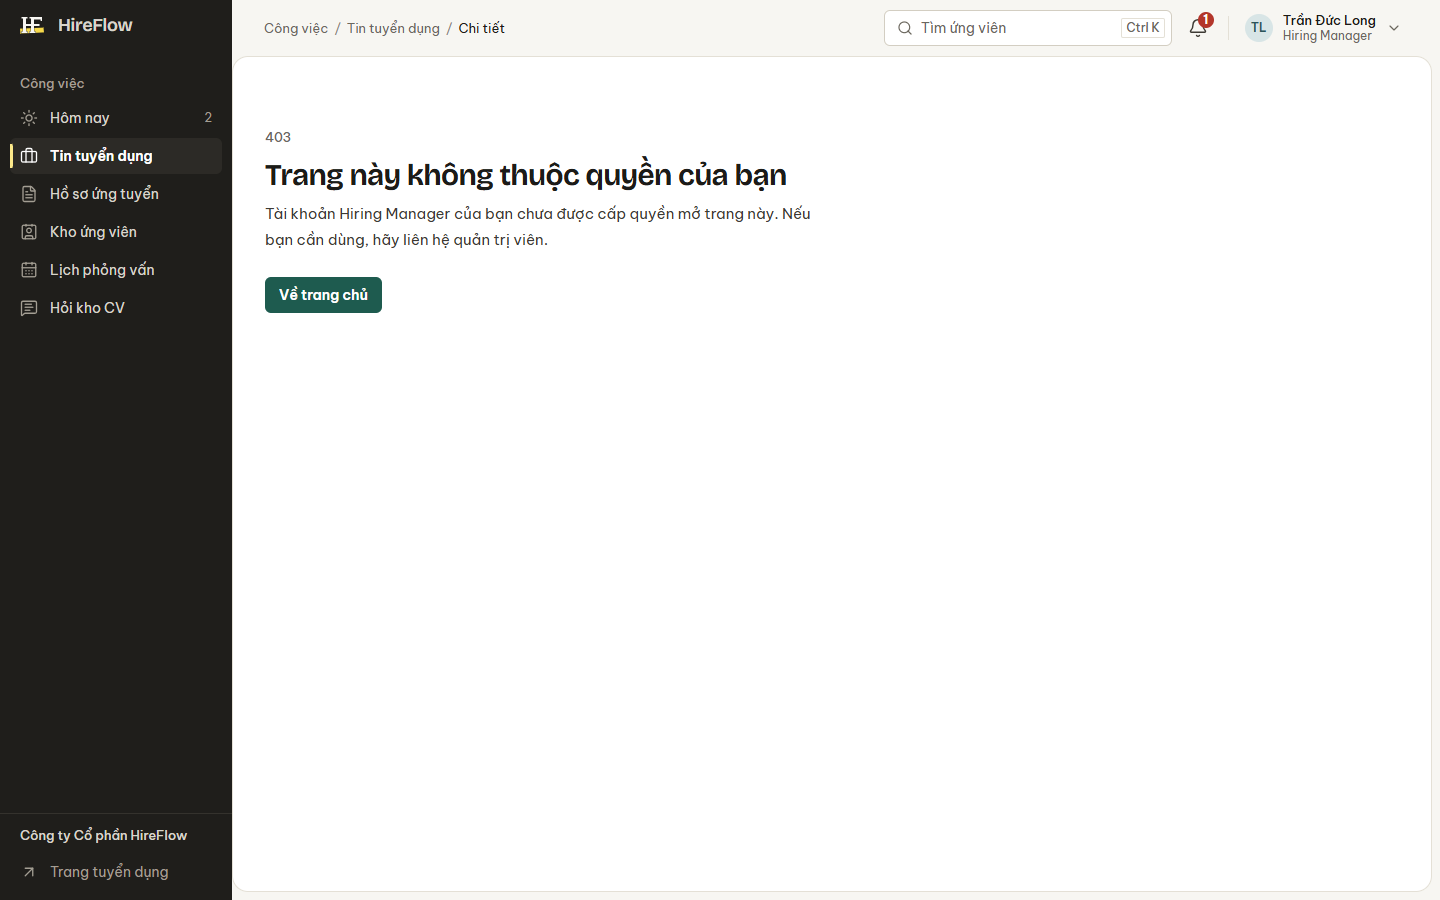 HF HireFlow
Công việc / Tin tuyển dụng / Chi tiết
Tìm ứng viên
Ctrl K
1
TL
Trần Đức Long
Hiring Manager
Công việc
Hôm nay 2
Tin tuyển dụng
Hồ sơ ứng tuyển
Kho ứng viên
Lịch phỏng vấn
Hỏi kho CV
403
Trang này không thuộc quyền của bạn
Tài khoản Hiring Manager của bạn chưa được cấp quyền mở trang này. Nếu
bạn cần dùng, hãy liên hệ quản trị viên.
Về trang chủ
Công ty Cổ phần HireFlow
Trang tuyển dụng